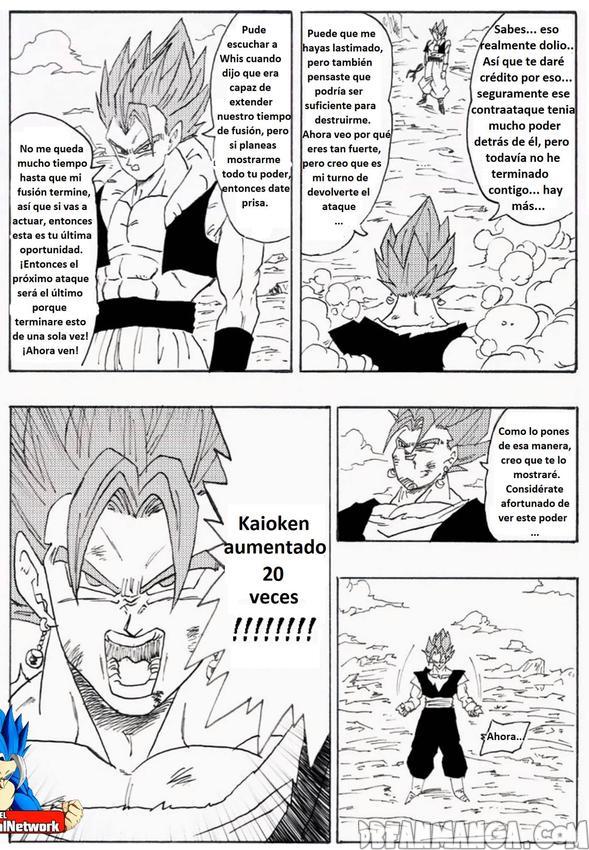 Sabes... eso
realmente dolio..
Así que te daré
crédito por eso...
seguramente ese
contraataque tenia
mucho poder
detrás de él, pero
todavía no he
terminado
contigo... hay
más...
Puede que me
hayas lastimado,
pero también
pensaste que
podría ser
suficiente para
destruirme.
Ahora veo por qué
eres tan fuerte,
pero creo que es
mi turno de
devolverte el
ataque
...
Pude
escuchar a
Whis cuando
dijo que era
capaz de
extender
nuestro tiempo
de fusión, pero
si planeas
mostrarme
todo tu poder,
entonces date
prisa.
No me queda
mucho tiempo
hasta que mi
fusión termine,
así que si vas a
actuar, entonces
esta es tu última
oportunidad.
¡Entonces el
próximo ataque
será el último
porque
terminare esto
de una sola vez!
¡Ahora ven!
Como lo pones
de esa manera,
creo que te lo
mostraré.
Considérate
afortunado de
ver este poder
...
¡Ahora...
Kaioken
aumentado
20
veces
!!!!!!!!
EL
alNetwork
DBFANMANGA.COM